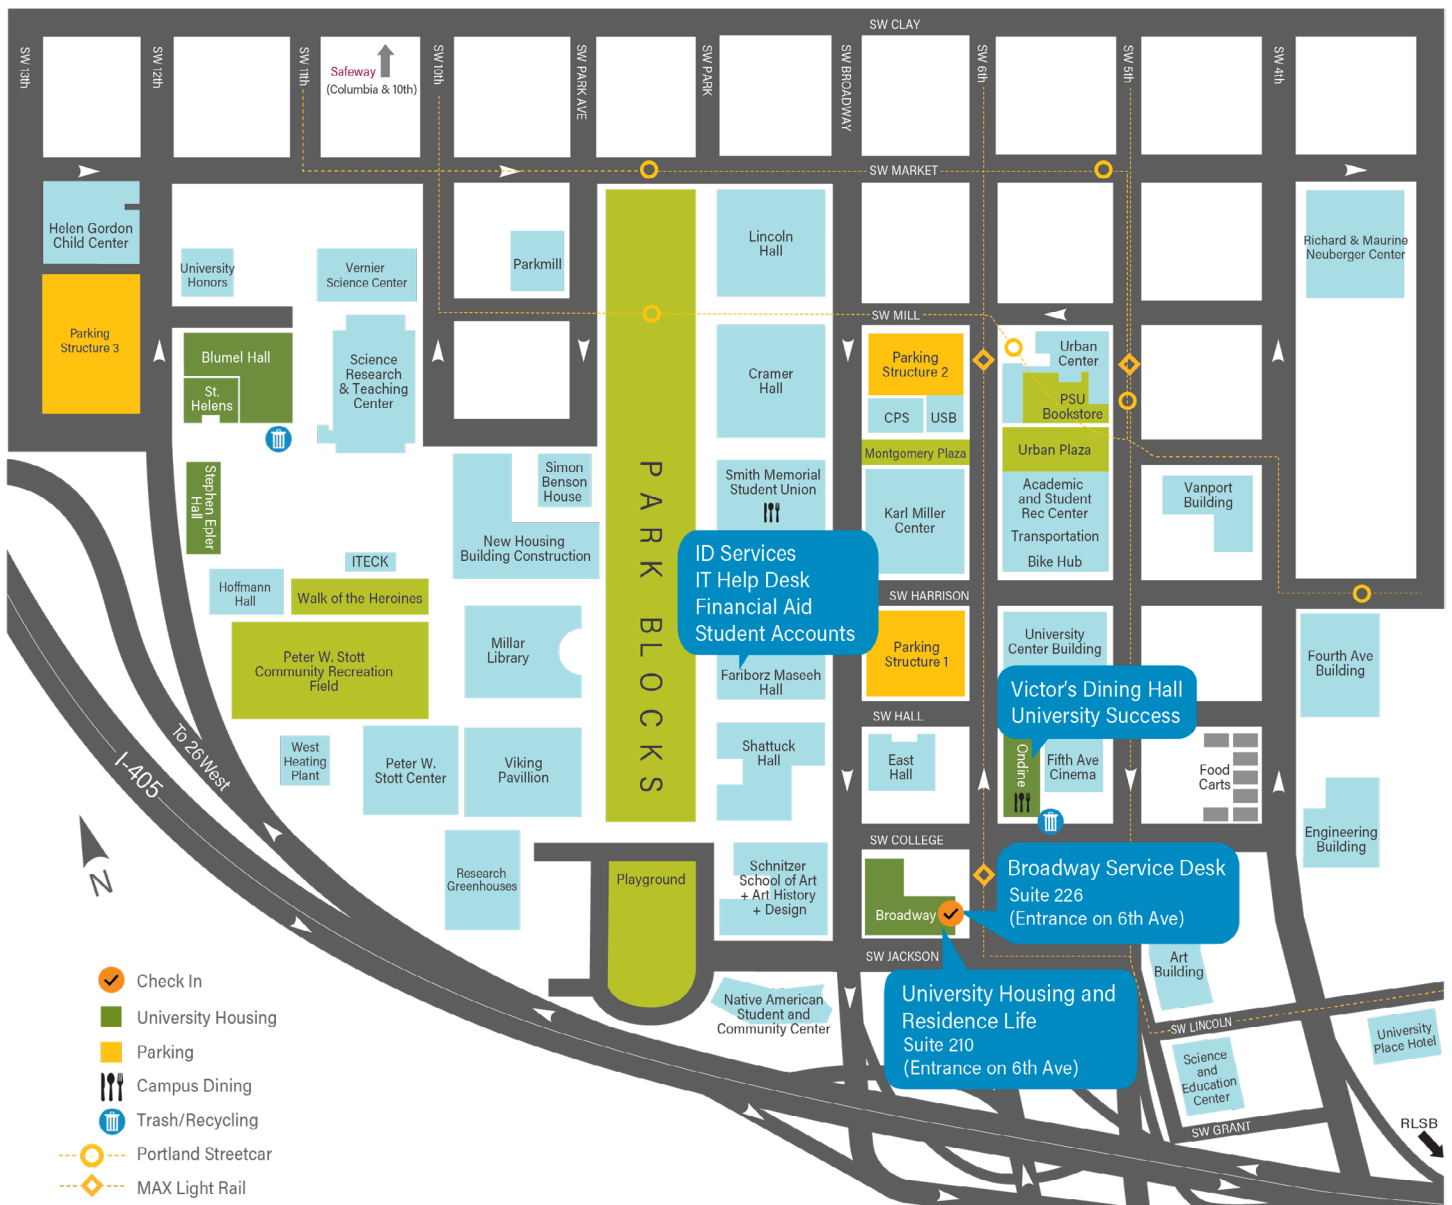 SW CLAY
SW 13th
SW 12th
SW 11th
SW 10th
SW PARK AVE
SW PARK
SW BROADWAY
SW 6th
SW 5th
SW 4th
Safeway
(Columbia & 10th)
SW MARKET
Helen Gordon
Child Center
University
Honors
Vernier
Science Center
Parkmill
Lincoln
Hall
Richard & Maurine
Neuberger Center
SW MILL
Parking
Structure 3
Blumel Hall
St.
Helens
Science
Research
& Teaching
Center
Cramer
Hall
Parking
Structure 2
CPS
USB
Urban
Center
PSU
Bookstore
Montgomery Plaza
Urban Plaza
Stephen Epler
Hall
Simon
Benson
House
New Housing
Building Construction
PARK BLOCKS
Smith Memorial
Student Union
Karl Miller
Center
Academic
and Student
Rec Center
Transportation
Bike Hub
Vanport
Building
ID Services
IT Help Desk
Financial Aid
Student Accounts
ITECK
Hoffmann
Hall
Walk of the Heroines
SW HARRISON
Peter W. Stott
Community Recreation
Field
Millar
Library
Fariborz Maseeh
Hall
Parking
Structure 1
University
Center Building
Fourth Ave
Building
Victor's Dining Hall
University Success
SW HALL
To 26 West
I-405
West
Heating
Plant
Peter W.
Stott Center
Viking
Pavillion
Shattuck
Hall
East
Hall
Ondine
Fifth Ave
Cinema
Food
Carts
Engineering
Building
SW COLLEGE
N
Research
Greenhouses
Playground
Schnitzer
School of Art
+ Art History
+ Design
Broadway
Broadway Service Desk
Suite 226
(Entrance on 6th Ave)
SW JACKSON
Art
Building
Native American
Student and
Community Center
University Housing and
Residence Life
Suite 210
(Entrance on 6th Ave)
SW LINCOLN
University
Place Hotel
Science
and
Education
Center
SW GRANT
RLSB
Check In
University Housing
Parking
Campus Dining
Trash/Recycling
Portland Streetcar
MAX Light Rail